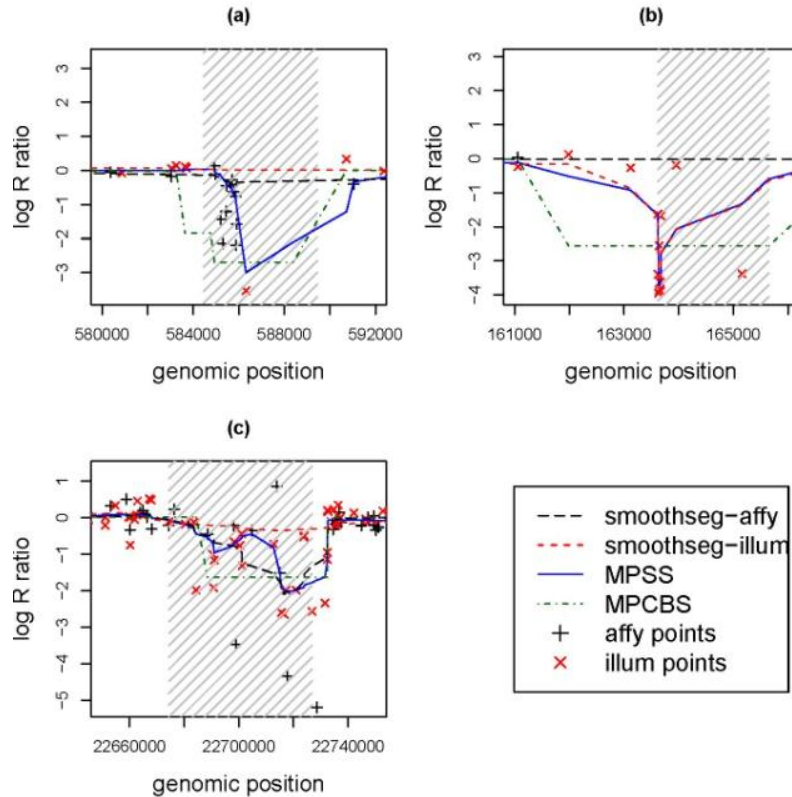 (a)
log R ratio
3
2
1
0
−1
−2
−3
580000 584000 588000 592000
genomic position
(b)
log R ratio
3
2
1
0
−1
−2
−3
−4
161000 163000 165000
genomic position
(c)
log R ratio
1
0
−1
−2
−3
−4
−5
22660000 22700000 22740000
genomic position
smoothseg−affy
smoothseg−illum
MPSS
MPCBS
affy points
illum points